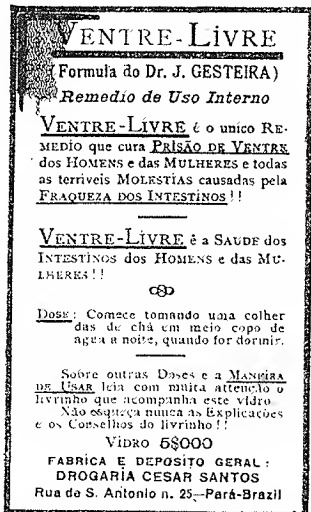 VENTRE-LIVRE
(Formula do Dr. J. GESTEIRA)
Remedio de Uso Interno
VENTRE-LIVRE é o unico RE-
MEDIO que cura PRISÃO DE VENTRE
dos HOMENS e das MULHERES e todas
as terriveis MOLESTIAS causadas pela
FRAQUEZA DOS INTESTINOS!!
VENTRE-LIVRE é a SAUDE dos
INTESTINOS dos HOMENS e das MU-
LHERES!!
DOSE: Comece tomando uma colher
das de chá em meio copo de
agua a noite, quando for dormir.
Sobre outras Doses e a MANEIRA
DE USAR leia com muita attenção o
livrinho que acompanha este vidro.
Não esqueça nunca as Explicações
e os Conselhos do livrinho!!
VIDRO 5$000
FABRICA E DEPOSITO GERAL:
DROGARIA CESAR SANTOS
Rua de S. Antonio n. 25—Pará-Brazil